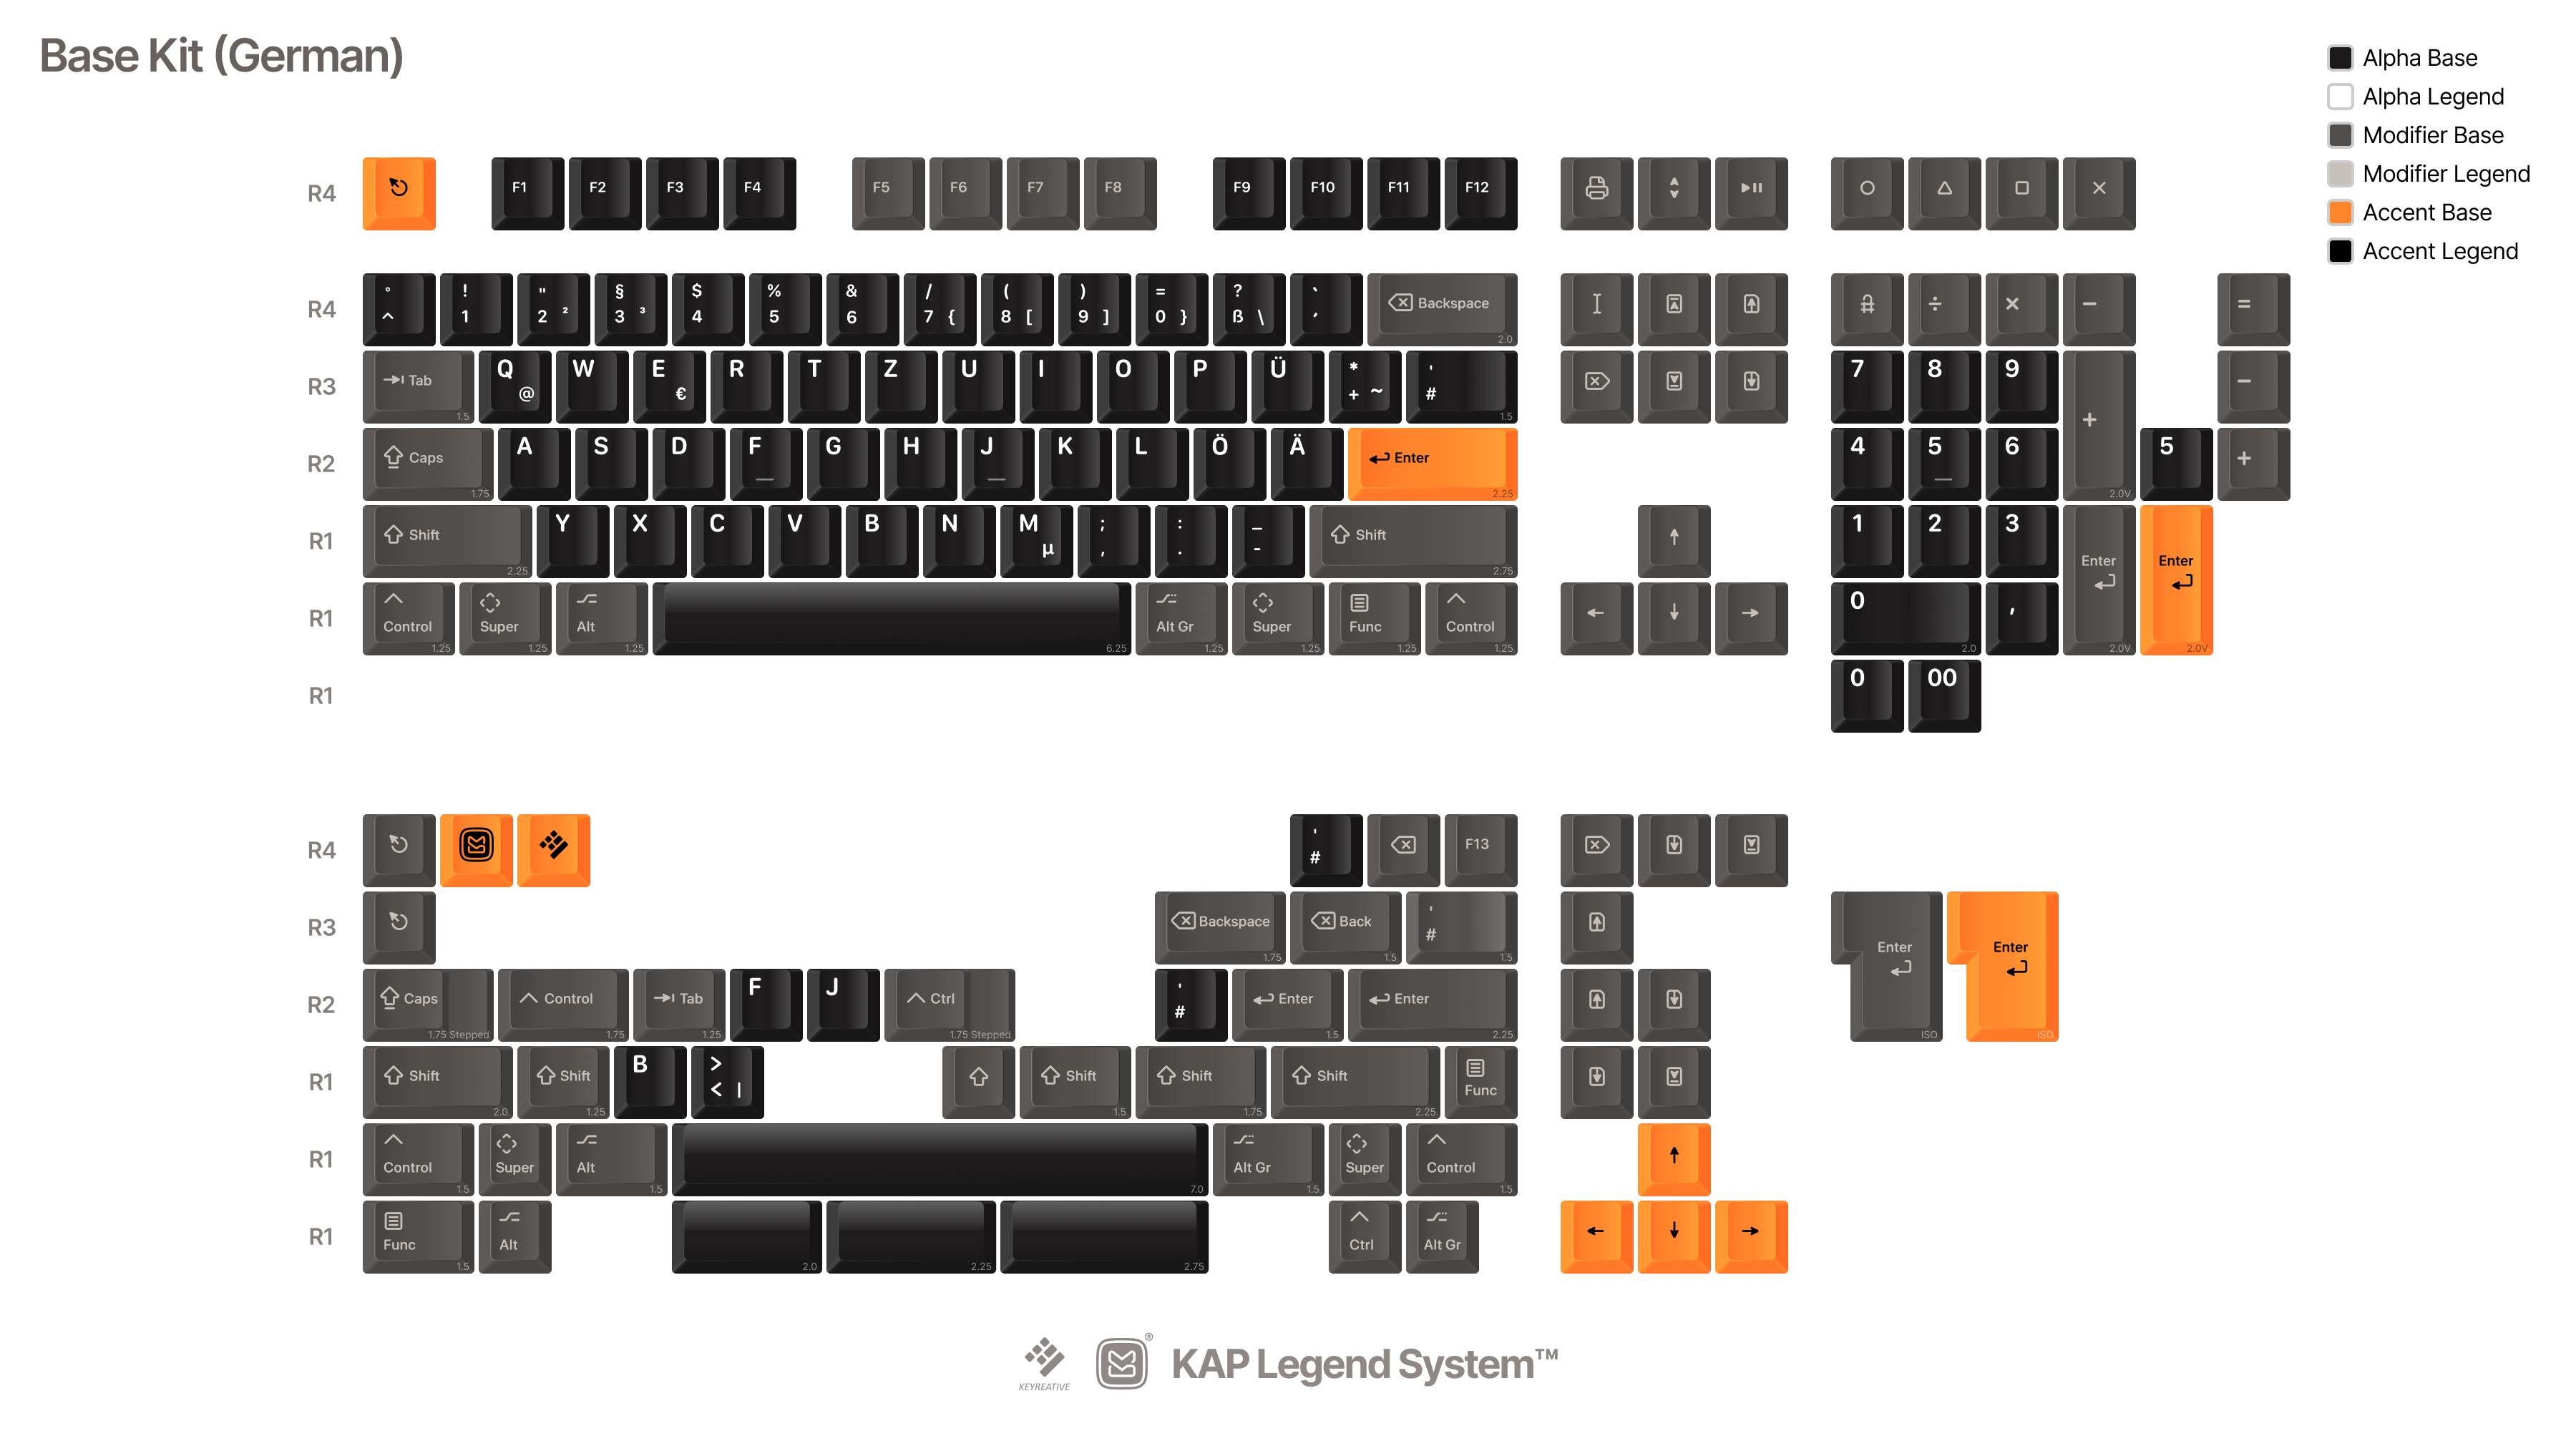 Base Kit (German)
Alpha Base
Alpha Legend
Modifier Base
Modifier Legend
Accent Base
Accent Legend
R4 F1 F2 F3 F4 F5 F6 F7 F8 F9 F10 F11 F12
R4 ° ^ ! 1 " 2 ² § 3 ³ $ 4 % 5 & 6 / 7 { ( 8 [ ) 9 ] = 0 } ? ß \ ` ´ Backspace 2.0 ÷ × − =
R3 Tab 1.5 Q @ W E € R T Z U I O P Ü * + ~ ' # 1.5 7 8 9 + 2.0V −
R2 Caps 1.75 A S D F G H J K L Ö Ä Enter 2.25 4 5 6 5 +
R1 Shift 2.25 Y X C V B N M µ ; , : . _ - Shift 2.75 1 2 3 Enter 2.0V Enter 2.0V
R1 Control 1.25 Super 1.25 Alt 1.25 6.25 Alt Gr 1.25 Super 1.25 Func 1.25 Control 1.25 0 2.0 ,
R1 0 00
R4 ' # F13
R3 Backspace 1.75 Back 1.5 ' # 1.5 Enter ISO Enter ISO
R2 Caps 1.75 Stepped Control 1.75 Tab 1.25 F J Ctrl 1.75 Stepped ' # Enter 1.5 Enter 2.25
R1 Shift 2.0 Shift 1.25 B > < | Shift 1.5 Shift 1.75 Shift 2.25 Func
R1 Control 1.5 Super Alt 1.5 7.0 Alt Gr 1.5 Super Control 1.5
R1 Func 1.5 Alt 2.0 2.25 2.75 Ctrl Alt Gr
KEYREATIVE ® KAP Legend System™